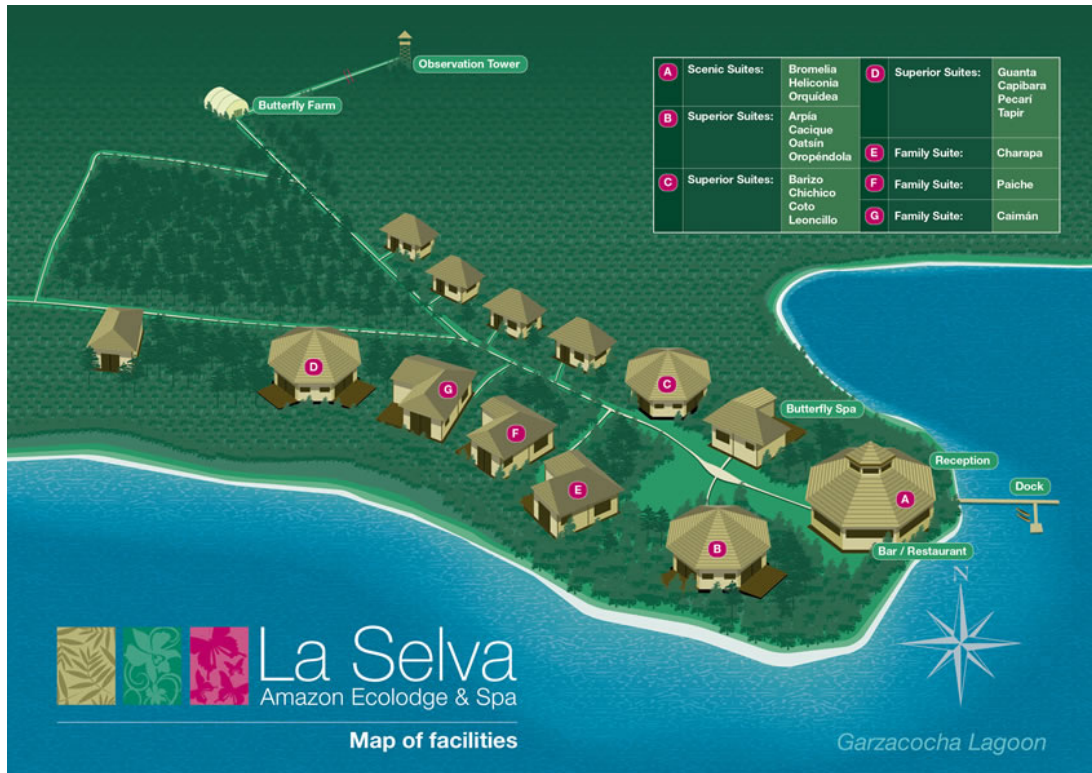 Observation Tower
Butterfly Farm
A Scenic Suites: Bromelia
Heliconia
Orquídea
B Superior Suites: Arpía
Cacique
Oatsín
Oropéndola
C Superior Suites: Barizo
Chichico
Coto
Leoncillo
D Superior Suites: Guanta
Capibara
Pecarí
Tapir
E Family Suite: Charapa
F Family Suite: Paiche
G Family Suite: Caimán
D
G
C
F
Butterfly Spa
E
Reception
A
Dock
B
Bar / Restaurant
N
La Selva
Amazon Ecolodge & Spa
Map of facilities
Garzacocha Lagoon